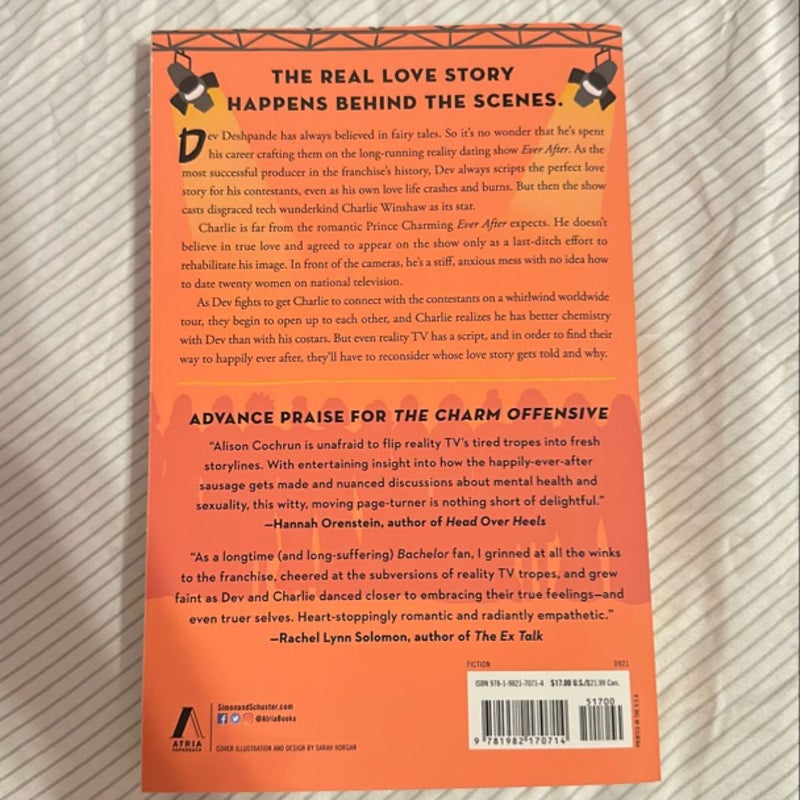 THE REAL LOVE STORY
HAPPENS BEHIND THE SCENES.
Dev Deshpande has always believed in fairy tales. So it's no wonder that he's spent
his career crafting them on the long-running reality dating show Ever After. As the
most successful producer in the franchise's history, Dev always scripts the perfect love
story for his contestants, even as his own love life crashes and burns. But then the show
casts disgraced tech wunderkind Charlie Winshaw as its star.
Charlie is far from the romantic Prince Charming Ever After expects. He doesn't
believe in true love and agreed to appear on the show only as a last-ditch effort to
rehabilitate his image. In front of the cameras, he's a stiff, anxious mess with no idea how
to date twenty women on national television.
As Dev fights to get Charlie to connect with the contestants on a whirlwind worldwide
tour, they begin to open up to each other, and Charlie realizes he has better chemistry
with Dev than with his costars. But even reality TV has a script, and in order to find their
way to happily ever after, they'll have to reconsider whose love story gets told and why.
ADVANCE PRAISE FOR THE CHARM OFFENSIVE
"Alison Cochrun is unafraid to flip reality TV's tired tropes into fresh
storylines. With entertaining insight into how the happily-ever-after
sausage gets made and nuanced discussions about mental health and
sexuality, this witty, moving page-turner is nothing short of delightful."
—Hannah Orenstein, author of Head Over Heels
"As a longtime (and long-suffering) Bachelor fan, I grinned at all the winks
to the franchise, cheered at the subversions of reality TV tropes, and grew
faint as Dev and Charlie danced closer to embracing their true feelings—and
even truer selves. Heart-stoppingly romantic and radiantly empathetic."
—Rachel Lynn Solomon, author of The Ex Talk
FICTION 0921
ISBN 978-1-9821-7071-4 $17.00 U.S./$21.99 Can.
51700
9 781982 170714
PRINTED IN THE U.S.A.
SimonandSchuster.com
@AtriaBooks
ATRIA
PAPERBACK
COVER ILLUSTRATION AND DESIGN BY SARAH HORGAN